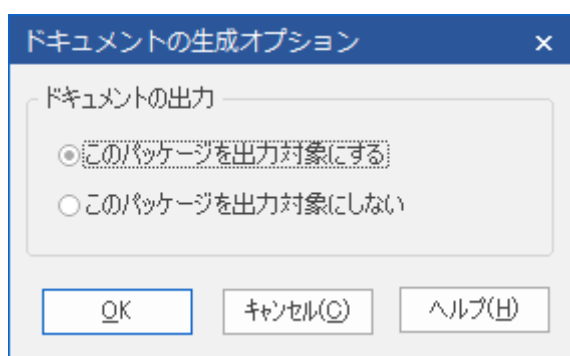 ドキュメントの生成オプション
ドキュメントの出力
このパッケージを出力対象にする
このパッケージを出力対象にしない
OK キャンセル(C) ヘルプ(H)